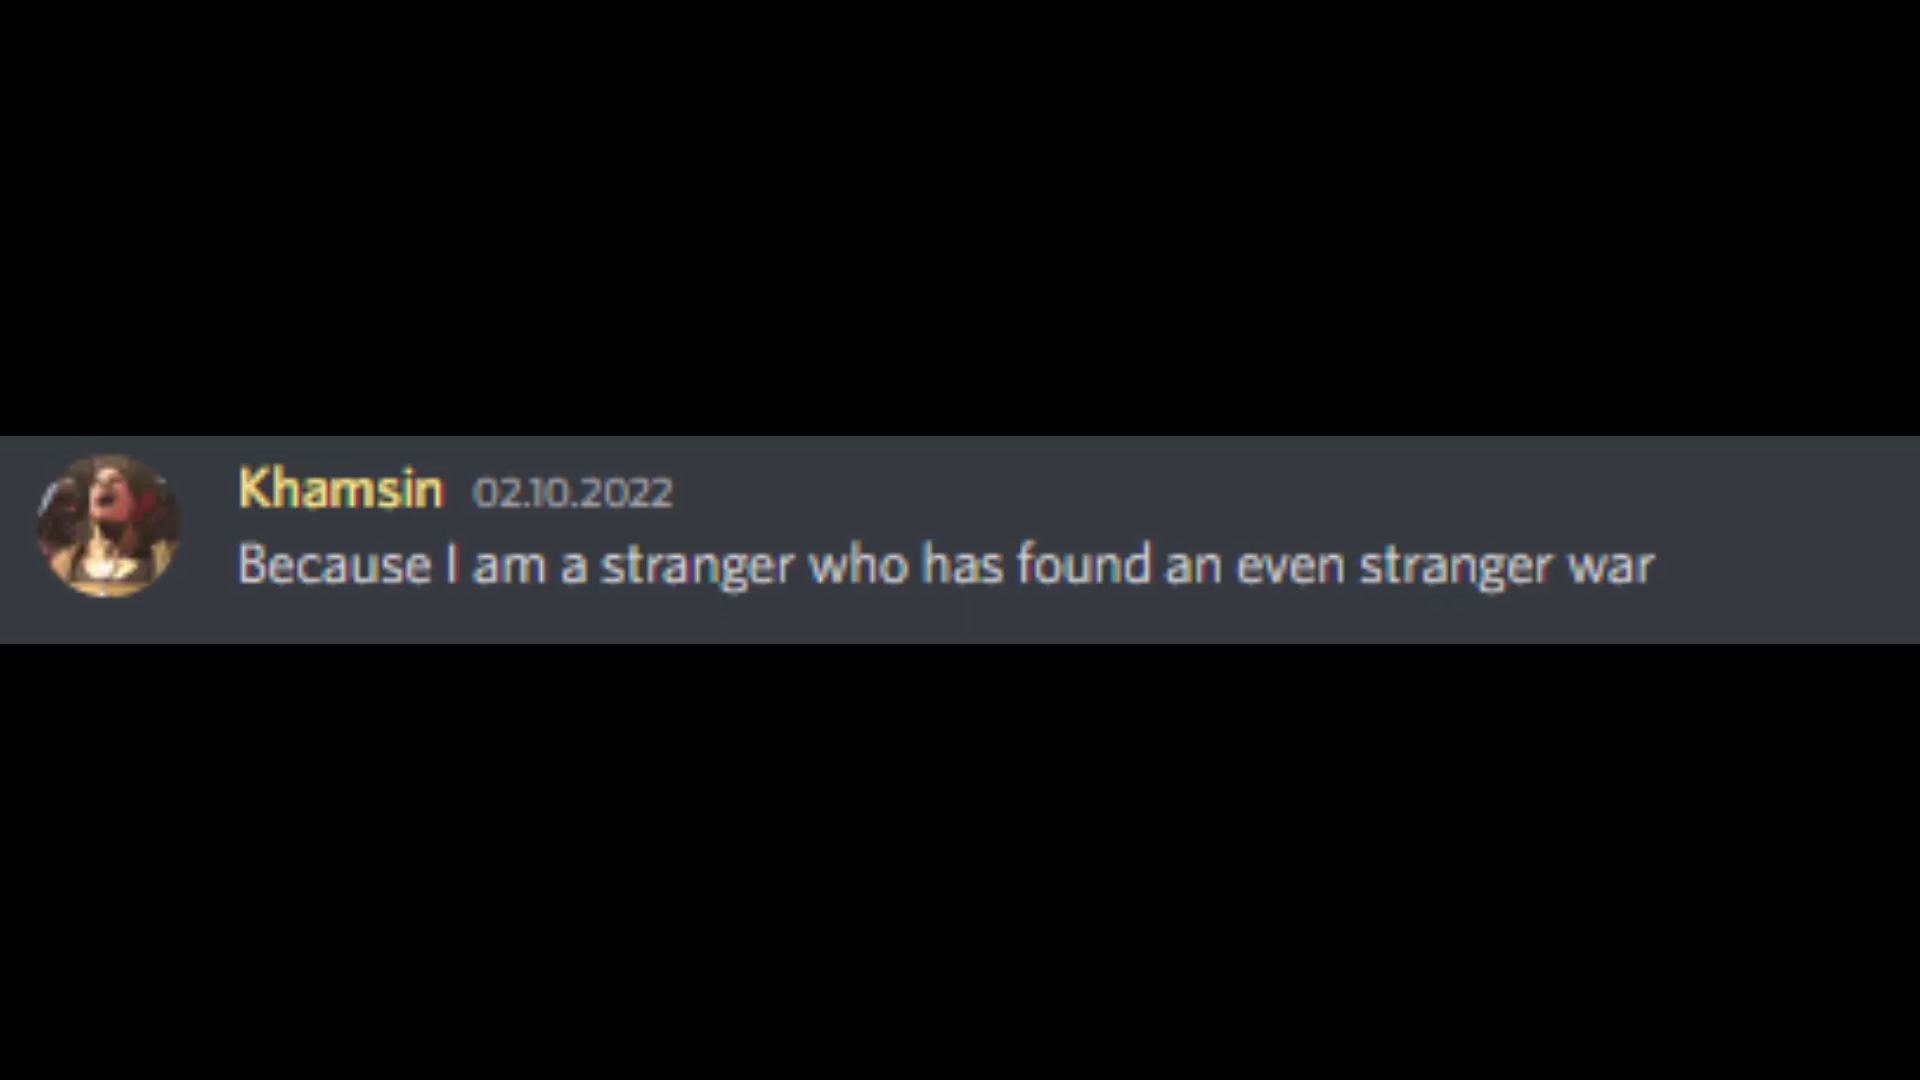 Khamsin 02.10.2022
Because I am a stranger who has found an even stranger war